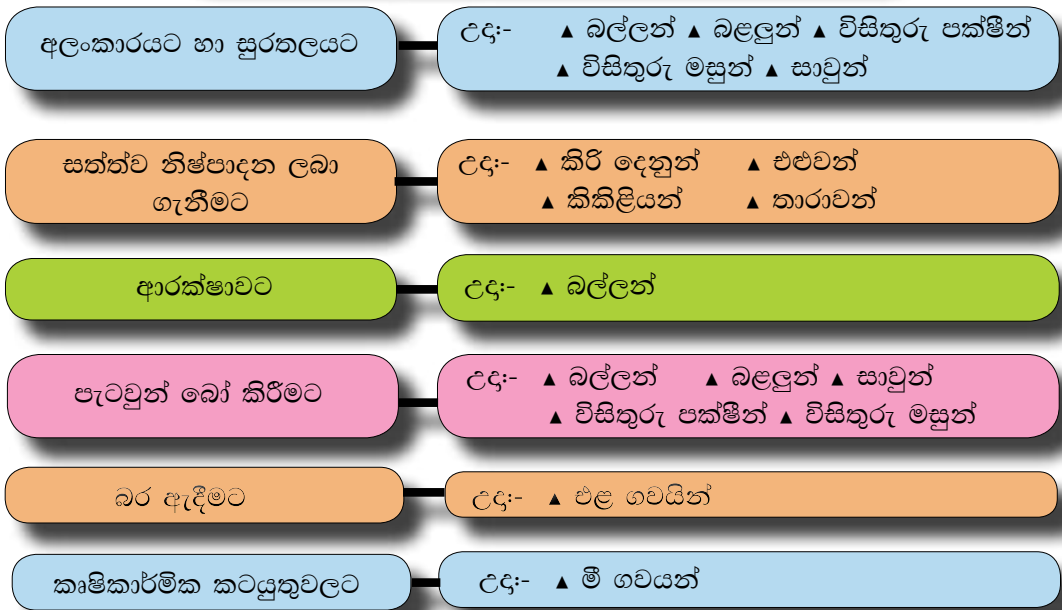 අලංකාරයට හා සුරතලයට
උදා:- ▲ බල්ලන් ▲ බළලුන් ▲ විසිතුරු පක්ෂීන්
▲ විසිතුරු මසුන් ▲ සාවුන්
සත්ත්ව නිෂ්පාදන ලබා
ගැනීමට
උදා:- ▲ කිරි දෙනුන් ▲ එළුවන්
▲ කිකිළියන් ▲ තාරාවන්
ආරක්ෂාවට
උදා:- ▲ බල්ලන්
පැටවුන් බෝ කිරීමට
උදා:- ▲ බල්ලන් ▲ බළලුන් ▲ සාවුන්
▲ විසිතුරු පක්ෂීන් ▲ විසිතුරු මසුන්
බර ඇදීමට
උදා:- ▲ එළ ගවයින්
කෘෂිකාර්මික කටයුතුවලට
උදා:- ▲ මී ගවයන්